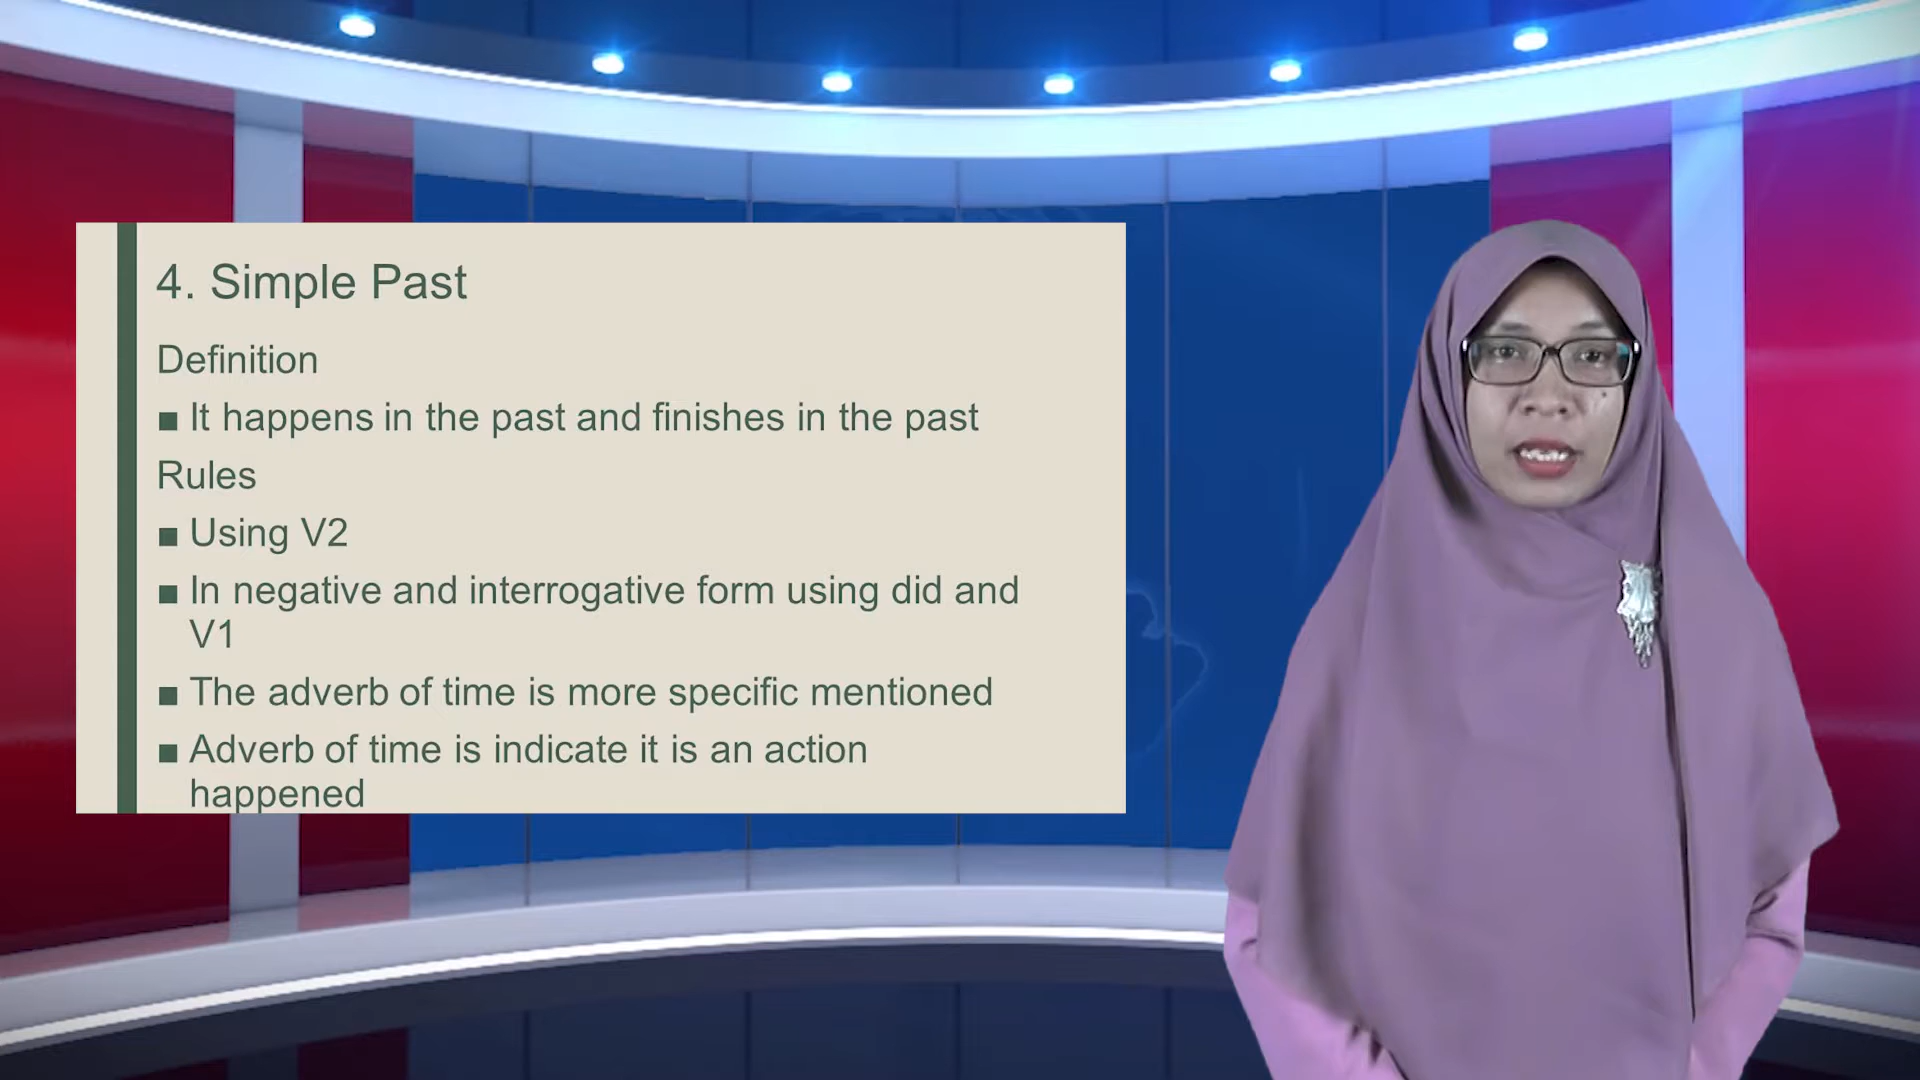 4. Simple Past
Definition
■ It happens in the past and finishes in the past
Rules
■ Using V2
■ In negative and interrogative form using did and
V1
■ The adverb of time is more specific mentioned
■ Adverb of time is indicate it is an action
happened